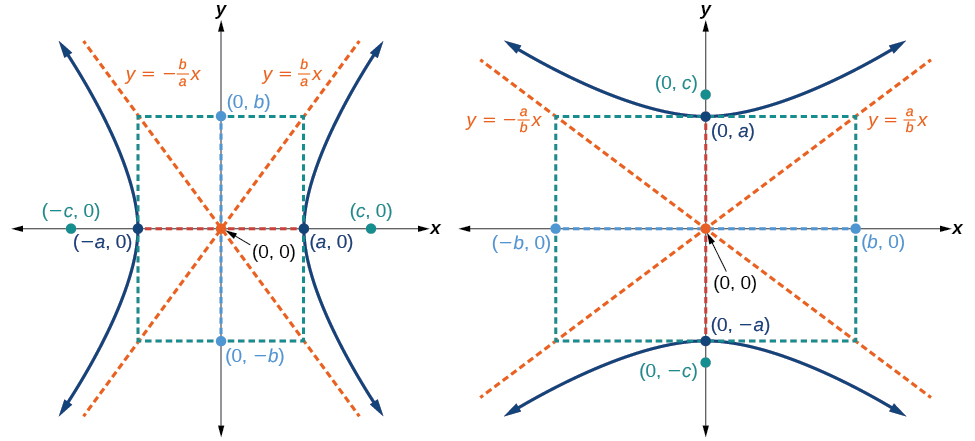 y
y = -b/a x
y = b/a x
(0, b)
(-c, 0)
(c, 0)
x
(-a, 0)
(a, 0)
(0, 0)
(0, -b)
y
(0, c)
y = -a/b x
(0, a)
y = a/b x
x
(-b, 0)
(b, 0)
(0, 0)
(0, -a)
(0, -c)